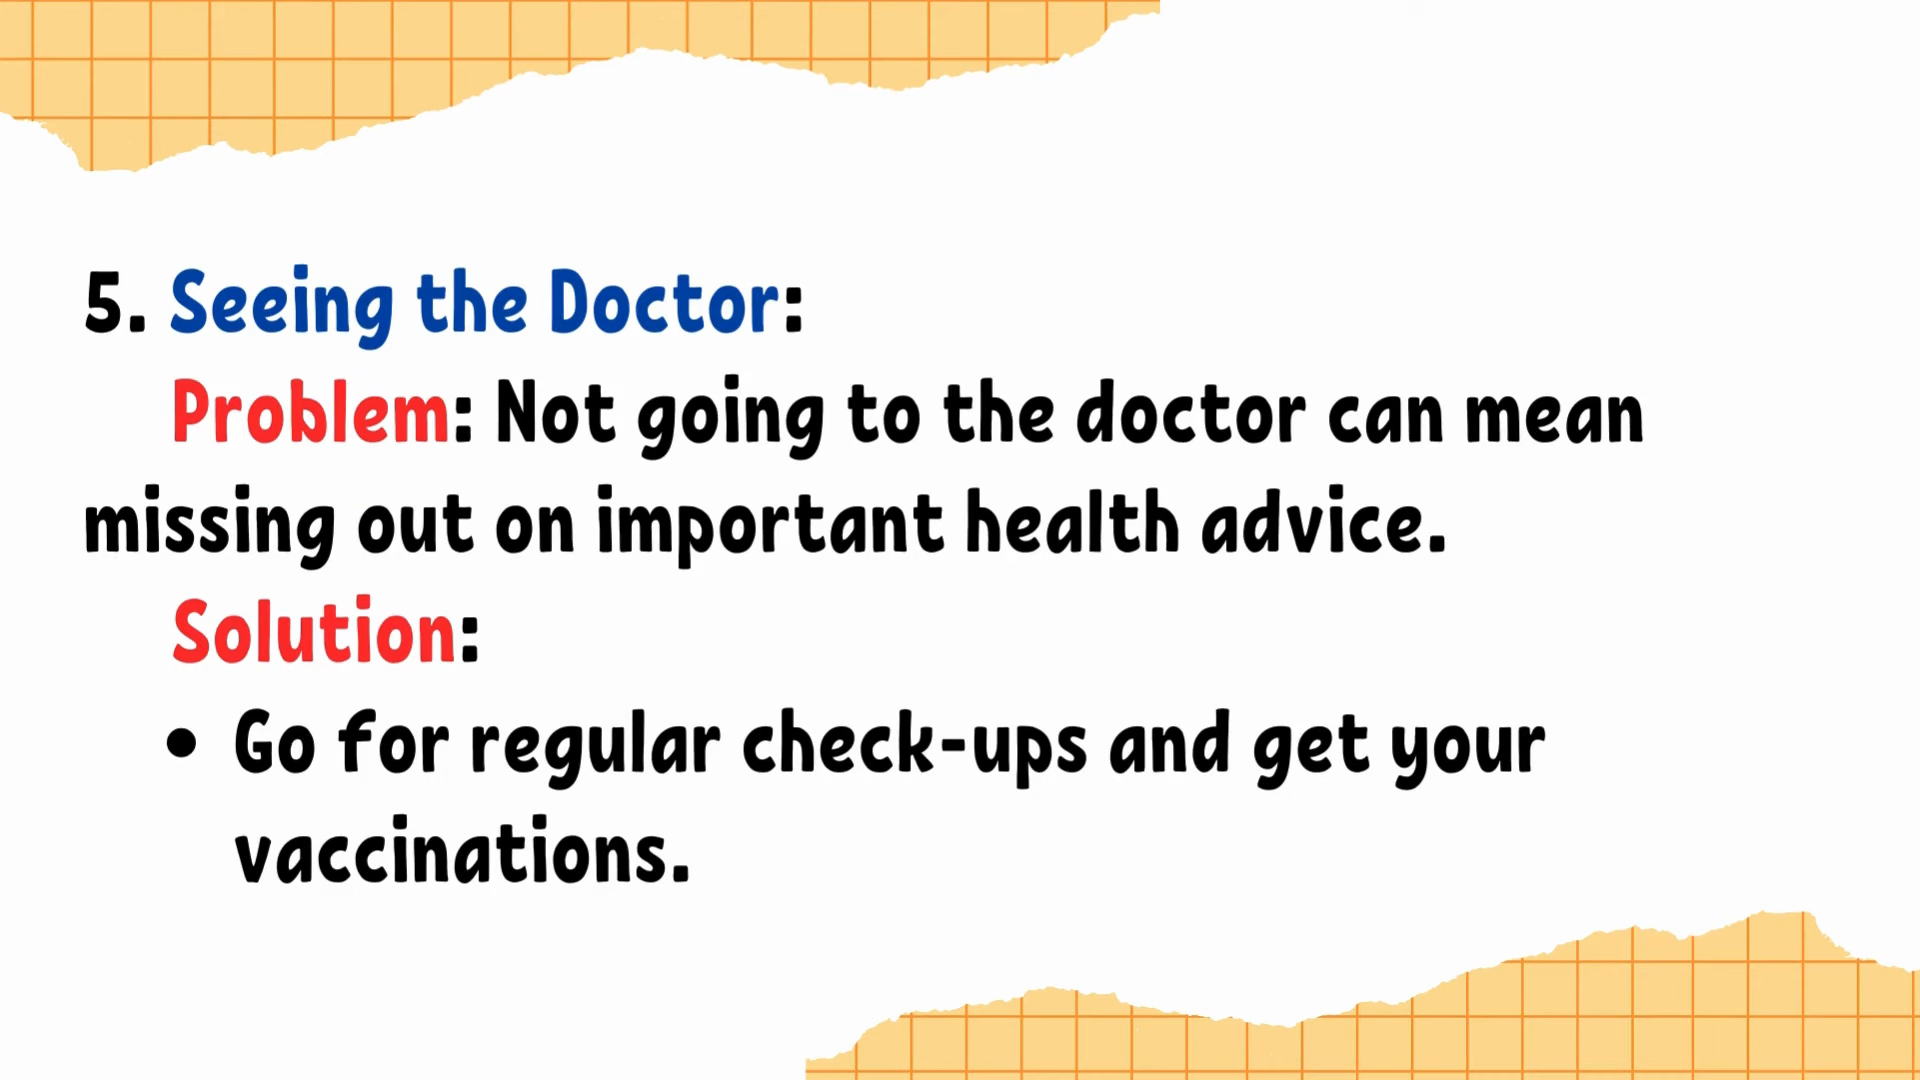 5. Seeing the Doctor:
Problem: Not going to the doctor can mean
missing out on important health advice.
Solution:
• Go for regular check-ups and get your
vaccinations.